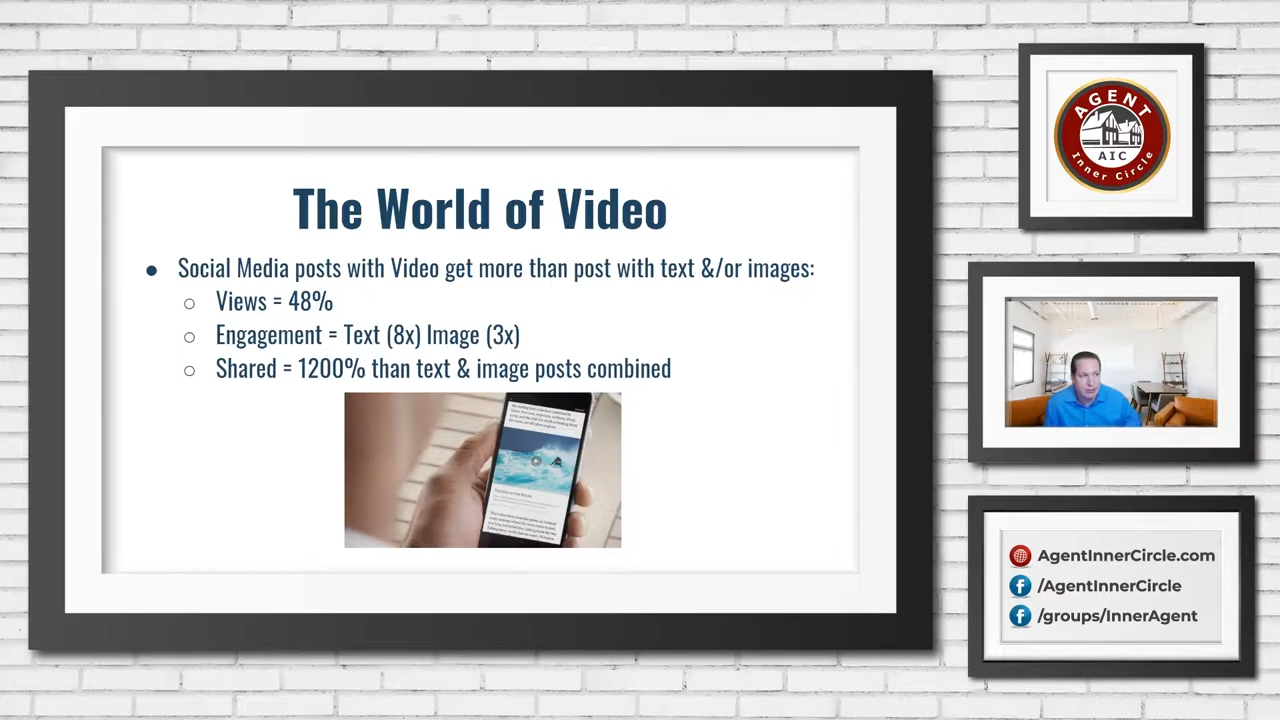 The World of Video
● Social Media posts with Video get more than post with text &/or images:
○ Views = 48%
○ Engagement = Text (8x) Image (3x)
○ Shared = 1200% than text & image posts combined
AGENT
AIC
Inner Circle
AgentInnerCircle.com
/AgentInnerCircle
/groups/InnerAgent